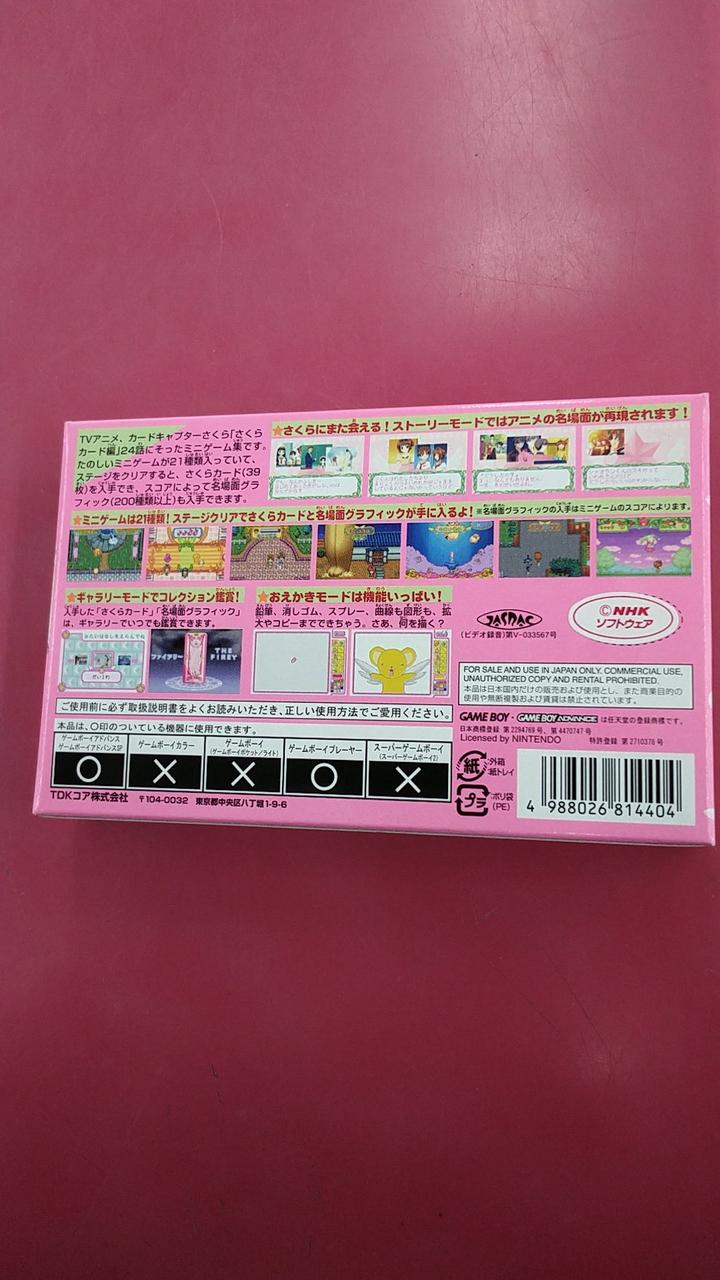 TVアニメ、カードキャプターさくら「さくら
カード編」24話にそったミニゲーム集です。
たのしいミニゲームが21種類入っていて、
ステージをクリアすると、さくらカード(39
枚)を入手でき、スコアによって名場面グラ
フィック(200種類以上)も入手できます。
★さくらにまた会える!ストーリーモードではアニメの名場面が再現されます!
★ミニゲームは21種類!ステージクリアでさくらカードと名場面グラフィックが手に入るよ!
※名場面グラフィックの入手はミニゲームのスコアによります。
★ギャラリーモードでコレクション鑑賞!
入手した「さくらカード」「名場面グラフィック」
は、ギャラリーでいつでも鑑賞できます。
ファイアリー THE FIREY
★おえかきモードは機能いっぱい!
鉛筆、消しゴム、スプレー、曲線も図形も、拡
大やコピーまでできちゃう。さあ、何を描く?
JASRAC
(ビデオ録音)第V-033567号
©NHK
ソフトウェア
FOR SALE AND USE IN JAPAN ONLY. COMMERCIAL USE,
UNAUTHORIZED COPY AND RENTAL PROHIBITED.
本品は日本国内だけの販売および使用とし、また商業目的の
使用や無断複製および賃貸は禁止されています。
ご使用前に必ず取扱説明書をよくお読みいただき、正しい使用方法でご愛用ください。
本品は、〇印のついている機器に使用できます。
ゲームボーイアドバンス
ゲームボーイアドバンスSP
ゲームボーイカラー
ゲームボーイ
(ゲームボーイポケット/ライト)
ゲームボーイプレーヤー
スーパーゲームボーイ
(スーパーゲームボーイ2)
〇 × × 〇 ×
GAME BOY・GAME BOY ADVANCE は任天堂の登録商標です。
日本商標登録 第2294769号、第4470747号
Licensed by NINTENDO 特許登録 第2710378号
紙 外箱
紙トレイ
プラ ポリ袋
(PE)
4 988026 814404
TDKコア株式会社 〒104-0032 東京都中央区八丁堀1-9-6